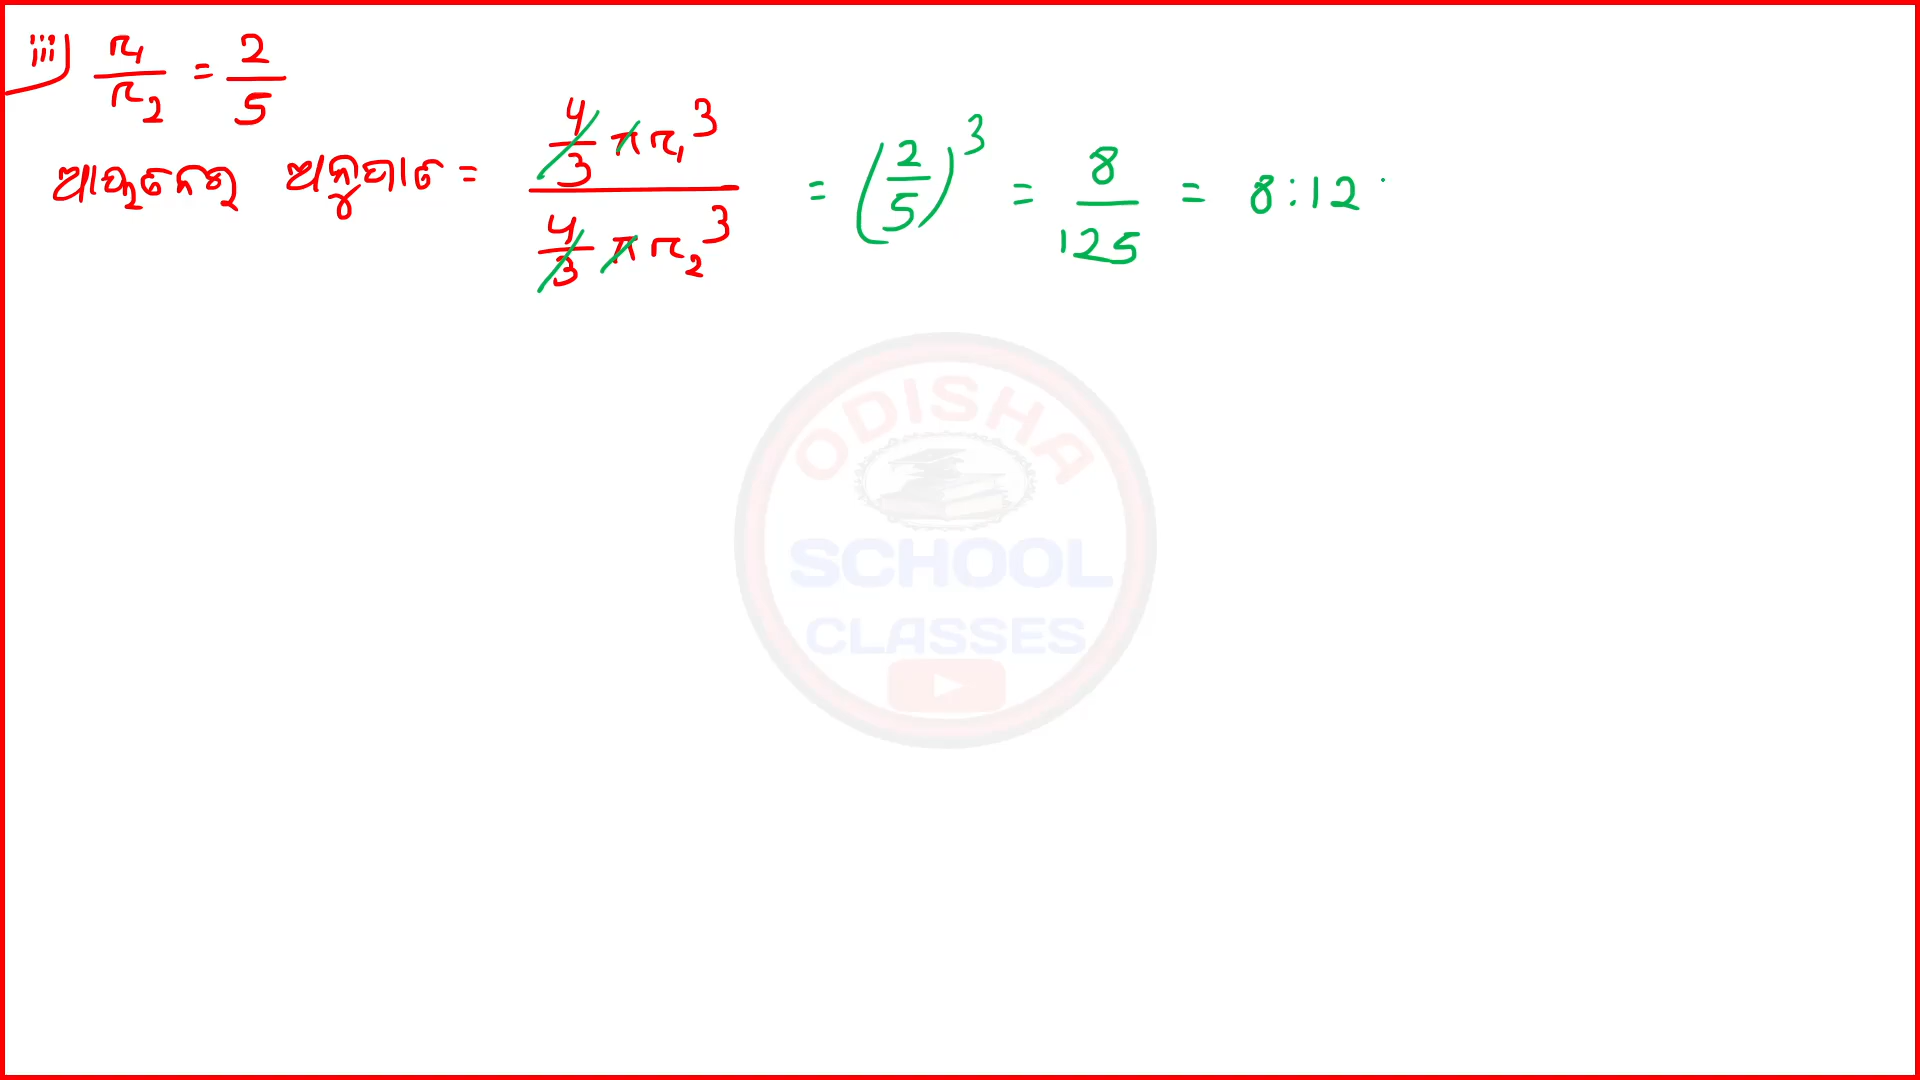 iii) r₁/r₂ = 2/5
ଆୟତନର ଅନୁପାତ = (4/3 π r₁³)/(4/3 π r₂³) = (2/5)³ = 8/125 = 8:12
ODISHA
SCHOOL
CLASSES